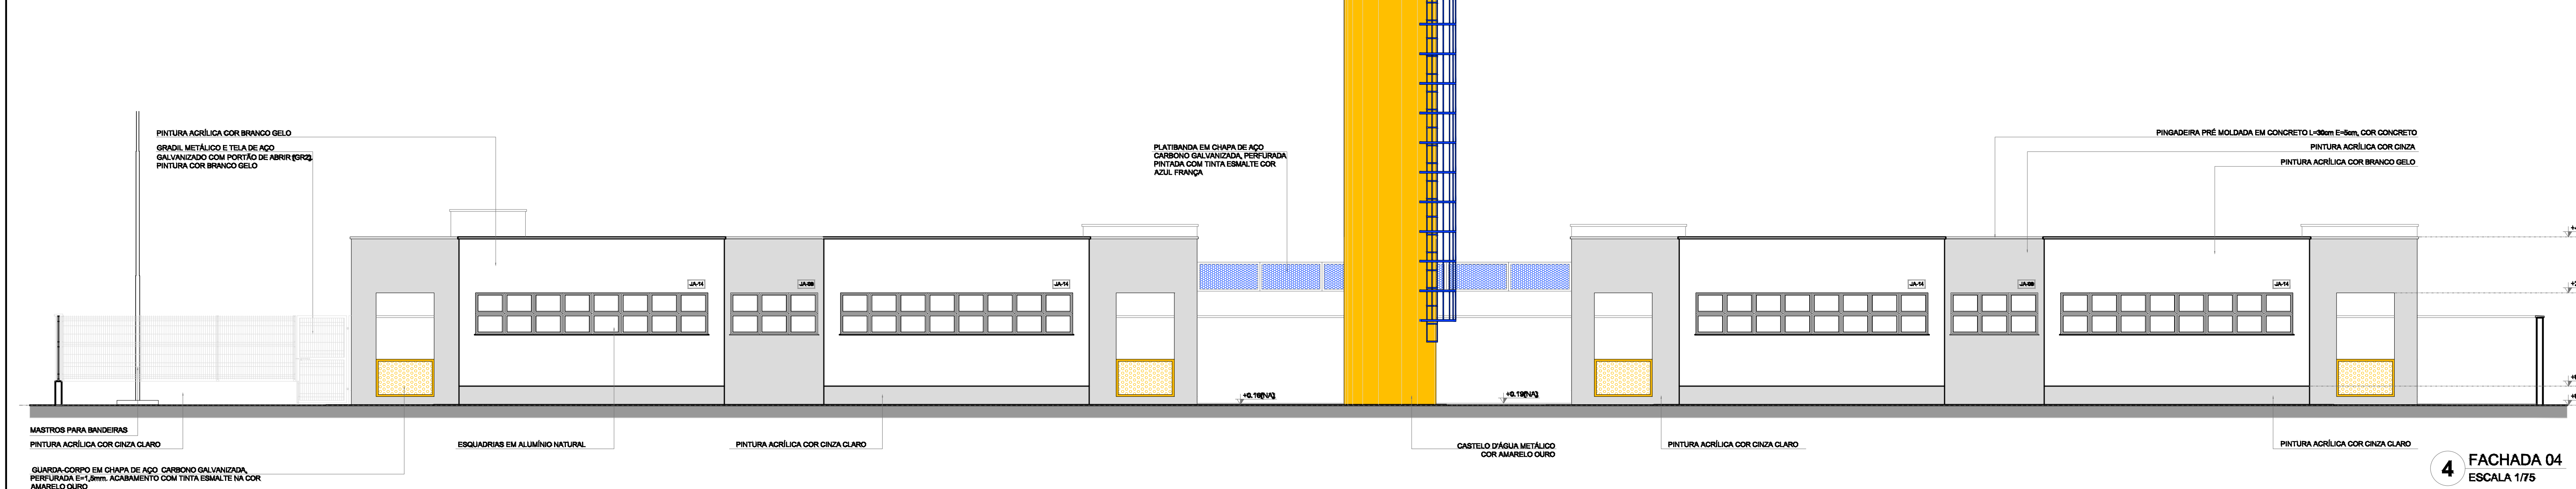 PINTURA ACRÍLICA COR BRANCO GELO
GRADIL METÁLICO E TELA DE AÇO
GALVANIZADO COM PORTÃO DE ABRIR (GR2),
PINTURA COR BRANCO GELO
PLATIBANDA EM CHAPA DE AÇO
CARBONO GALVANIZADA, PERFURADA
PINTADA COM TINTA ESMALTE COR
AZUL FRANÇA
PINGADEIRA PRÉ MOLDADA EM CONCRETO L=30cm E=5cm, COR CONCRETO
PINTURA ACRÍLICA COR CINZA
PINTURA ACRÍLICA COR BRANCO GELO
JA-14
JA-14
JA-14
JA-14
+0.19(NA)
MASTROS PARA BANDEIRAS
PINTURA ACRÍLICA COR CINZA CLARO
ESQUADRIAS EM ALUMÍNIO NATURAL
PINTURA ACRÍLICA COR CINZA CLARO
CASTELO D'ÁGUA METÁLICO
COR AMARELO OURO
PINTURA ACRÍLICA COR CINZA CLARO
PINTURA ACRÍLICA COR CINZA CLARO
GUARDA-CORPO EM CHAPA DE AÇO CARBONO GALVANIZADA,
PERFURADA E=1,5mm. ACABAMENTO COM TINTA ESMALTE NA COR
AMARELO OURO
4 FACHADA 04
ESCALA 1/75